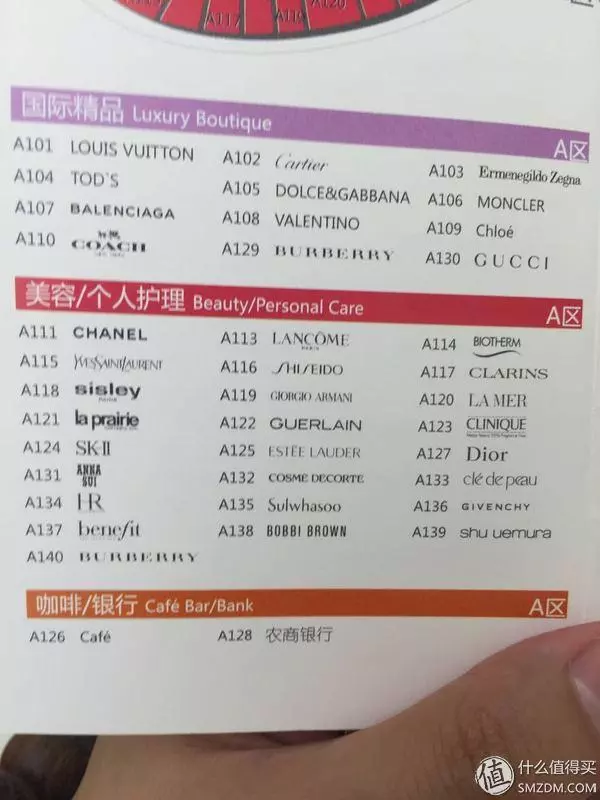 A117 A119 A120
国际精品 Luxury Boutique A区
A101 LOUIS VUITTON A102 Cartier A103 Ermenegildo Zegna
A104 TOD'S A105 DOLCE&GABBANA A106 MONCLER
A107 BALENCIAGA A108 VALENTINO A109 Chloé
A110 COACH A129 BURBERRY A130 GUCCI
美容/个人护理 Beauty/Personal Care A区
A111 CHANEL A113 LANCÔME PARIS A114 BIOTHERM
A115 YVESSAINTLAURENT A116 SHISEIDO A117 CLARINS
A118 sisley PARIS A119 GIORGIO ARMANI A120 LA MER
A121 la prairie A122 GUERLAIN A123 CLINIQUE
A124 SK-II A125 ESTĒE LAUDER A127 Dior
A131 ANNA SUI A132 COSME DECORTE A133 clé de peau
A134 HR A135 Sulwhasoo A136 GIVENCHY
A137 benefit A138 BOBBI BROWN A139 shu uemura
A140 BURBERRY
咖啡/银行 Café Bar/Bank A区
A126 Café A128 农商银行
值 什么值得买
SMZDM.COM